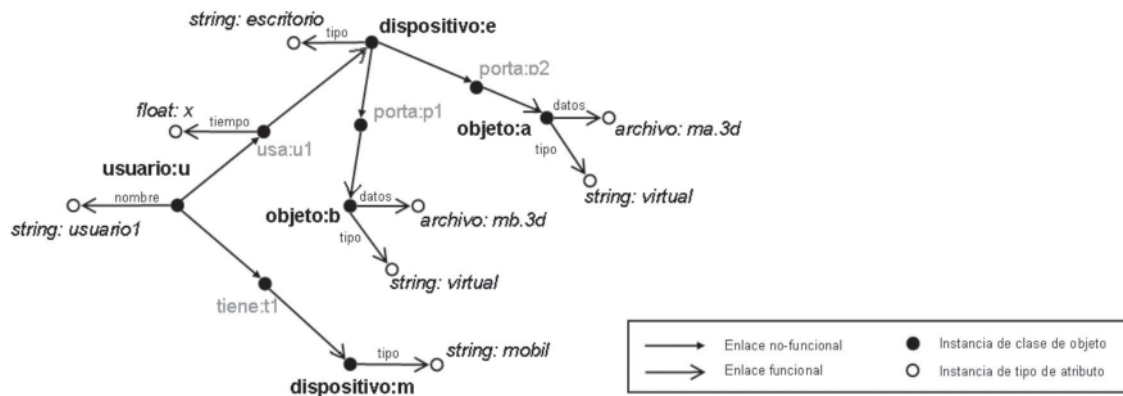 string: escritorio
tipo
dispositivo:e
porta:p2
float: x
tiempo
porta:p1
datos
objeto:a
archivo: ma.3d
usa:u1
tipo
usuario:u
string: virtual
nombre
datos
string: usuario1
objeto:b
archivo: mb.3d
tipo
string: virtual
tiene:t1
tipo
string: mobil
dispositivo:m
Enlace no-funcional
Instancia de clase de objeto
Enlace funcional
Instancia de tipo de atributo